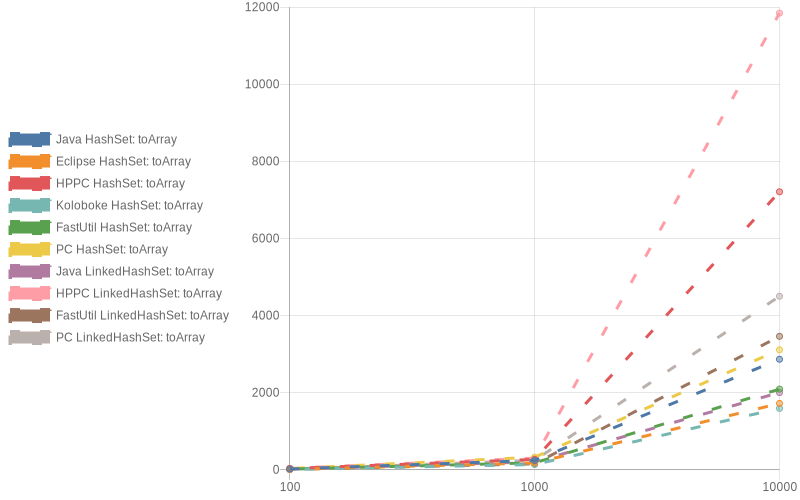 12000
10000
8000
6000
4000
2000
0
Java HashSet: toArray
Eclipse HashSet: toArray
HPPC HashSet: toArray
Koloboke HashSet: toArray
FastUtil HashSet: toArray
PC HashSet: toArray
Java LinkedHashSet: toArray
HPPC LinkedHashSet: toArray
FastUtil LinkedHashSet: toArray
PC LinkedHashSet: toArray
100 1000 10000